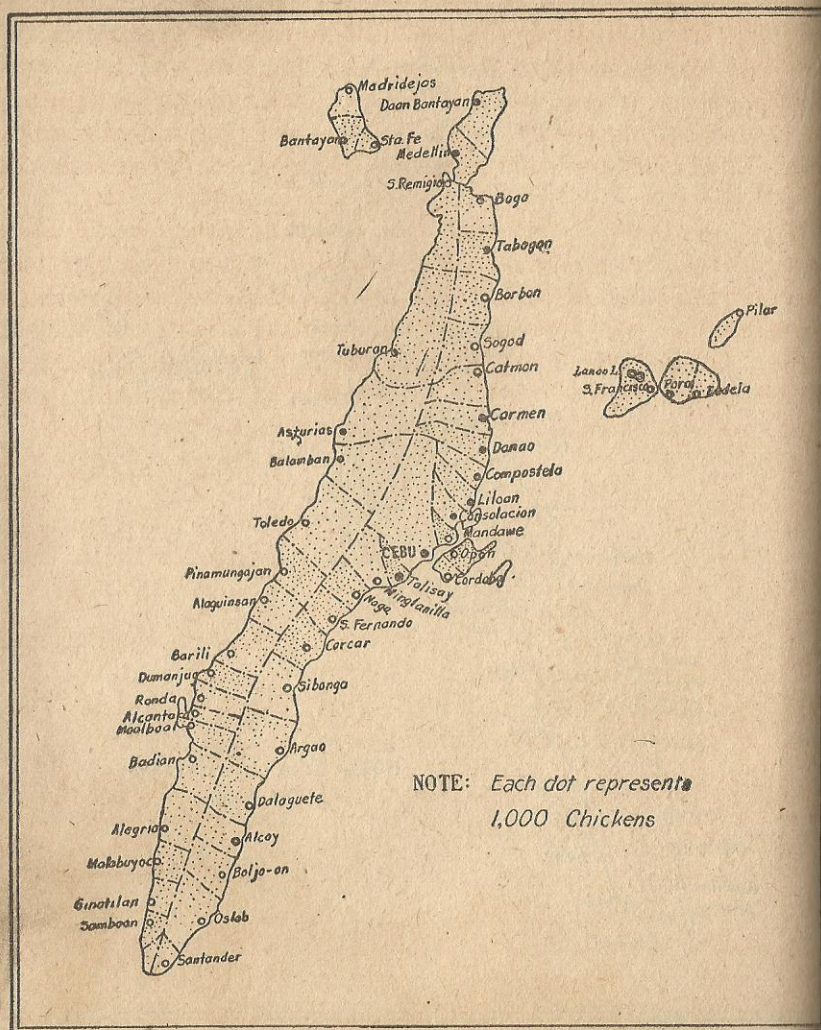 Madridejos
Daan Bantayan
Bantayan
Sta. Fe
Medellin
S. Remigio
Bogo
Tabogon
Borbon
Pilar
Tuburan
Sogod
Catmon
S. Francisco
Poro
Carmen
Asturias
Danao
Balamban
Compostela
Liloan
Consolacion
Toledo
Mandawe
CEBU
Opon
Pinamungajan
Talisay
Cordoba
Minglanilla
Aloguinsan
Naga
S. Fernando
Carcar
Barili
Dumanjug
Sibonga
Ronda
Alcanta
Moalboal
Argao
Badian
NOTE: Each dot represents
1,000 Chickens
Dalaguete
Alegria
Alcoy
Malabuyoc
Boljo-on
Ginatilan
Samboan
Oslob
Santander